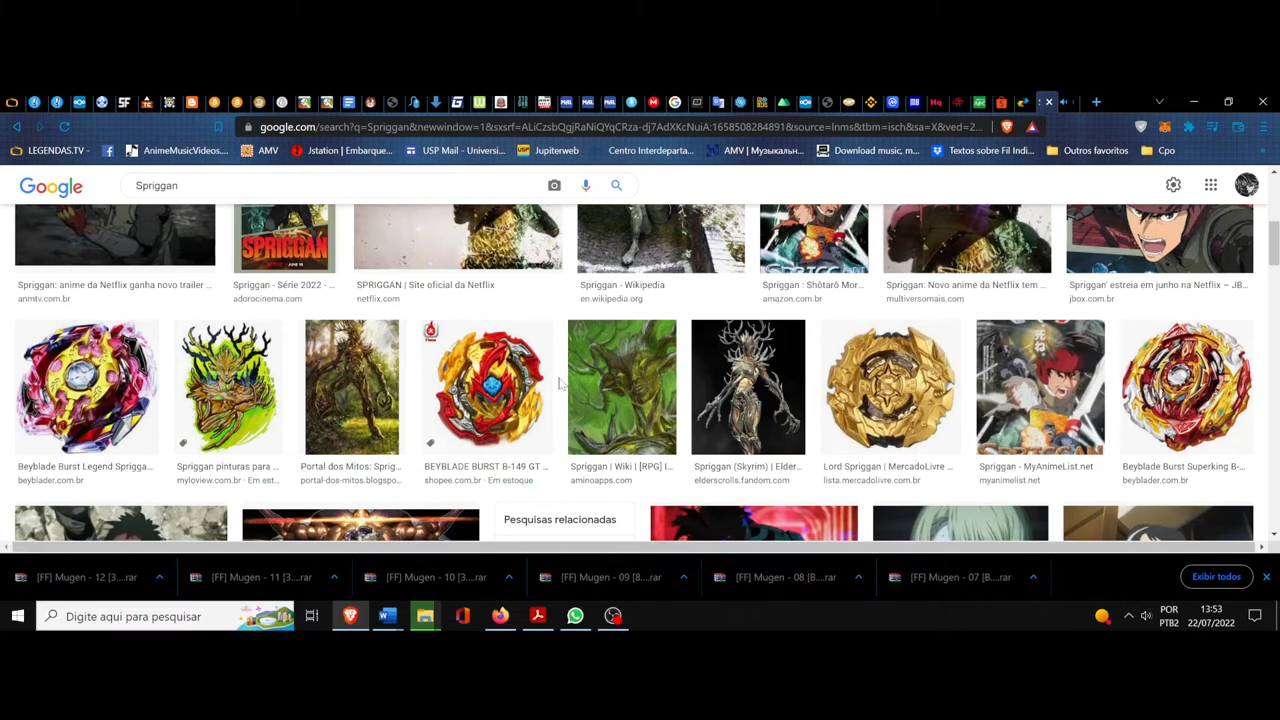 google.com/search?q=Spriggan&newwindow=1&sxsrf=ALiCzsbQgjRaNiQYqCRza-dj7AdXKcNuiA:1658508284891&source=lnms&tbm=isch&sa=X&ved=2...
LEGENDAS.TV - AnimeMusicVideos... AMV Jstation | Embarque... USP Mail - Universi... Jupiterweb Centro Interdeparta... AMV | Музыкальн... Download music, m... Textos sobre Fil Indi... Outros favoritos Cpo
Google Spriggan
SPRIGGAN
Spriggan: anime da Netflix ganha novo trailer ... Spriggan - Série 2022 - ... SPRIGGAN | Site oficial da Netflix Spriggan - Wikipedia Spriggan : Shôtarô Mor... Spriggan: Novo anime da Netflix tem ... Spriggan' estreia em junho na Netflix – JB...
anmtv.com.br adorocinema.com netflix.com en.wikipedia.org amazon.com.br multiversomais.com jbox.com.br
Beyblade Burst Legend Sprigga... Spriggan pinturas para ... Portal dos Mitos: Sprig... BEYBLADE BURST B-149 GT ... Spriggan | Wiki | [RPG] I... Spriggan (Skyrim) | Elder... Lord Spriggan | MercadoLivre ... Spriggan - MyAnimeList.net Beyblade Burst Superking B-...
beyblader.com.br myloview.com.br · Em est... portal-dos-mitos.blogspo... shopee.com.br · Em estoque aminoapps.com elderscrolls.fandom.com lista.mercadolivre.com.br myanimelist.net beyblader.com.br
Pesquisas relacionadas
[FF] Mugen - 12 [3....rar [FF] Mugen - 11 [3....rar [FF] Mugen - 10 [3....rar [FF] Mugen - 09 [8....rar [FF] Mugen - 08 [B....rar [FF] Mugen - 07 [B....rar Exibir todos
Digite aqui para pesquisar POR 13:53
PTB2 22/07/2022